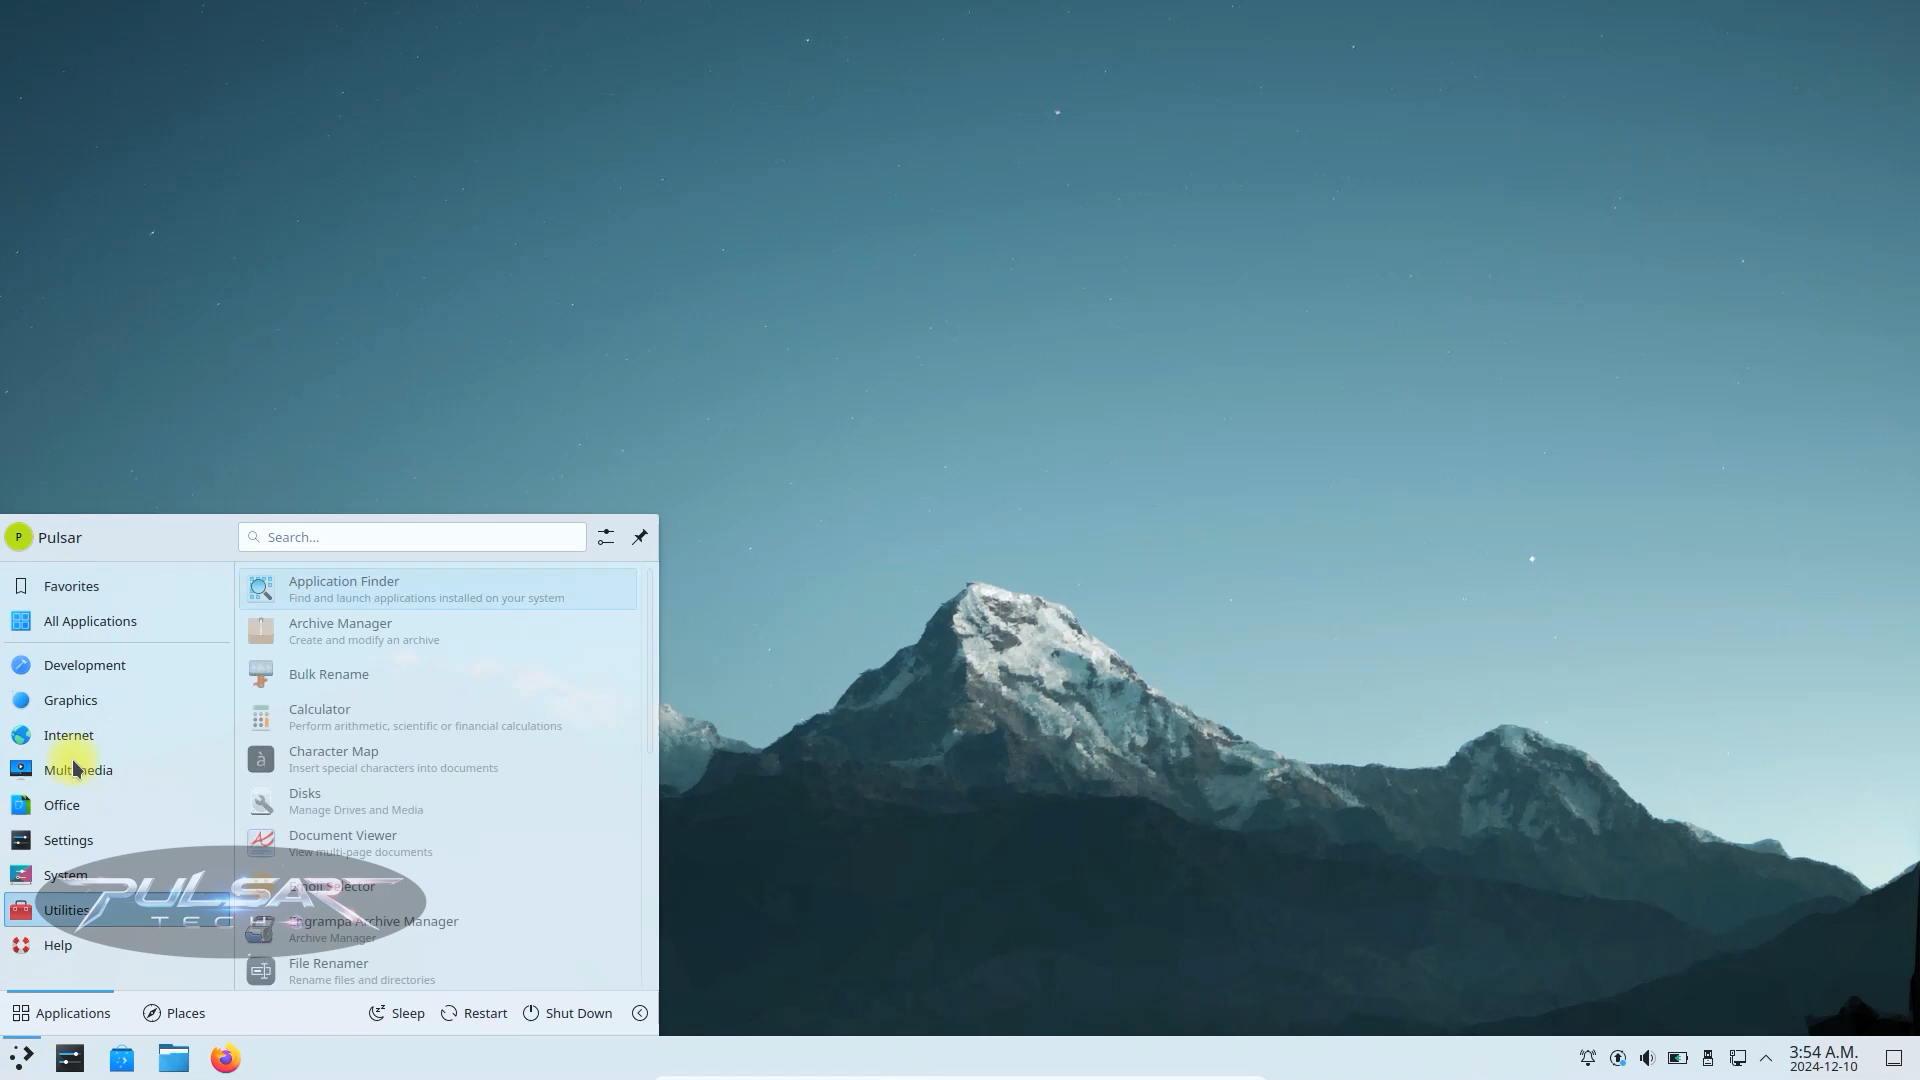 P
Pulsar
Search...
Favorites
All Applications
Development
Graphics
Internet
Multimedia
Office
Settings
System
Utilities
Help
Application Finder
Find and launch applications installed on your system
Archive Manager
Create and modify an archive
Bulk Rename
Calculator
Perform arithmetic, scientific or financial calculations
Character Map
Insert special characters into documents
Disks
Manage Drives and Media
Document Viewer
View multi-page documents
Emoji Selector
Engrampa Archive Manager
Archive Manager
File Renamer
Rename files and directories
PULSAR
TECH
Applications
Places
Sleep
Restart
Shut Down
3:54 A.M.
2024-12-10